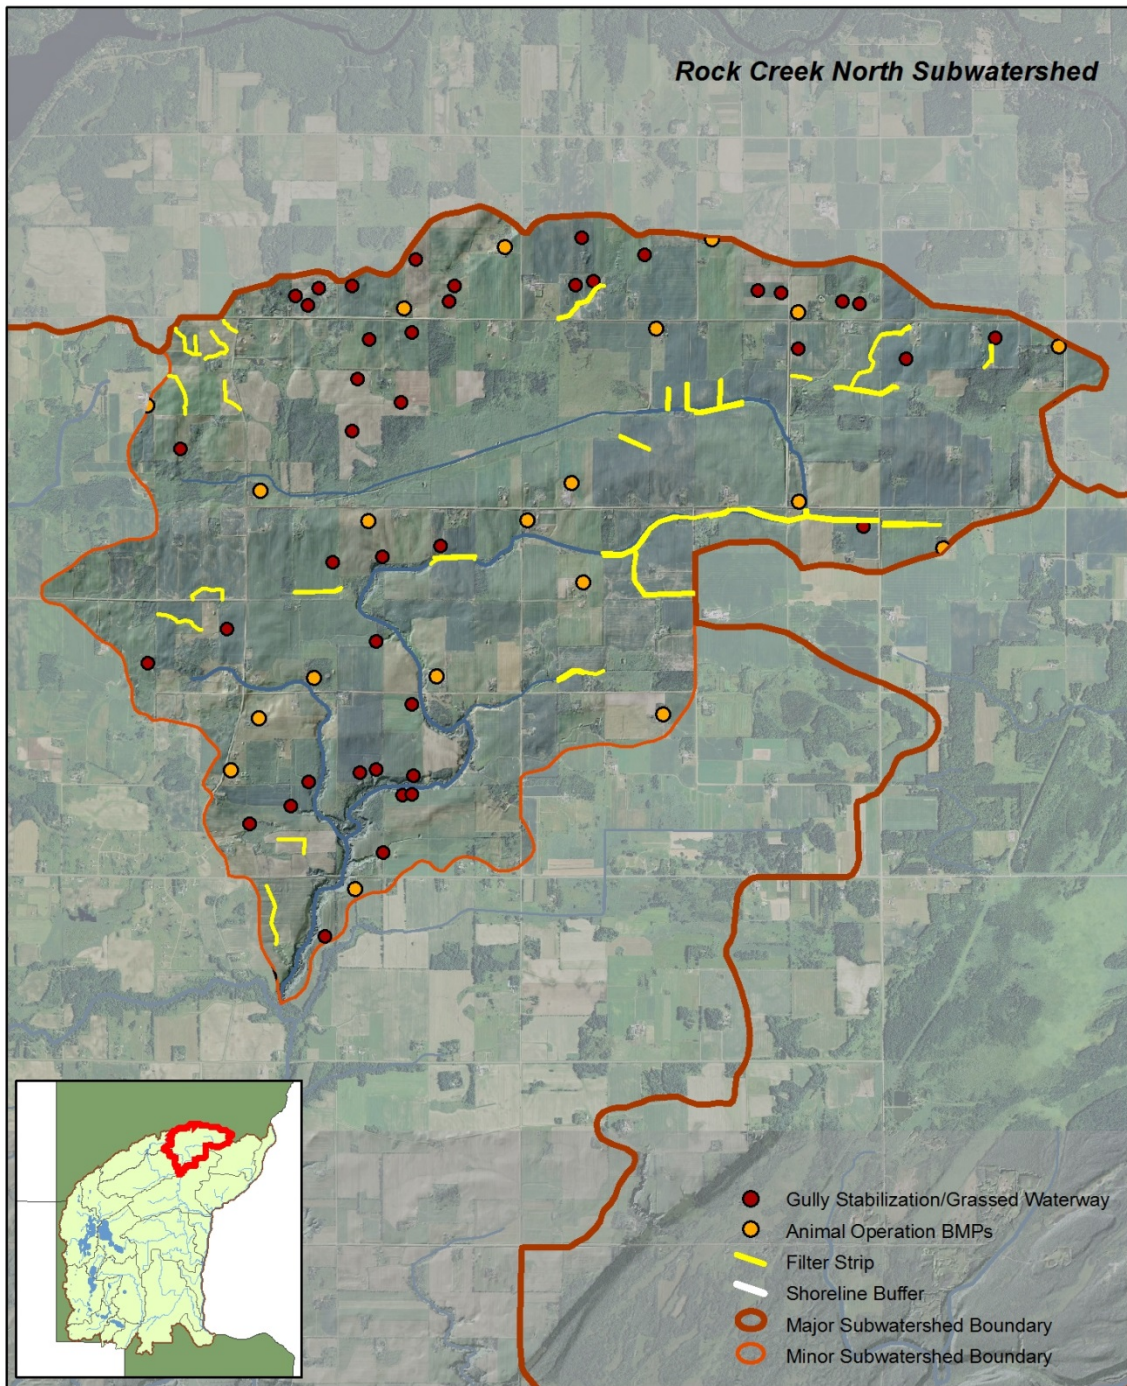 Rock Creek North Subwatershed
Gully Stabilization/Grassed Waterway
Animal Operation BMPs
Filter Strip
Shoreline Buffer
Major Subwatershed Boundary
Minor Subwatershed Boundary